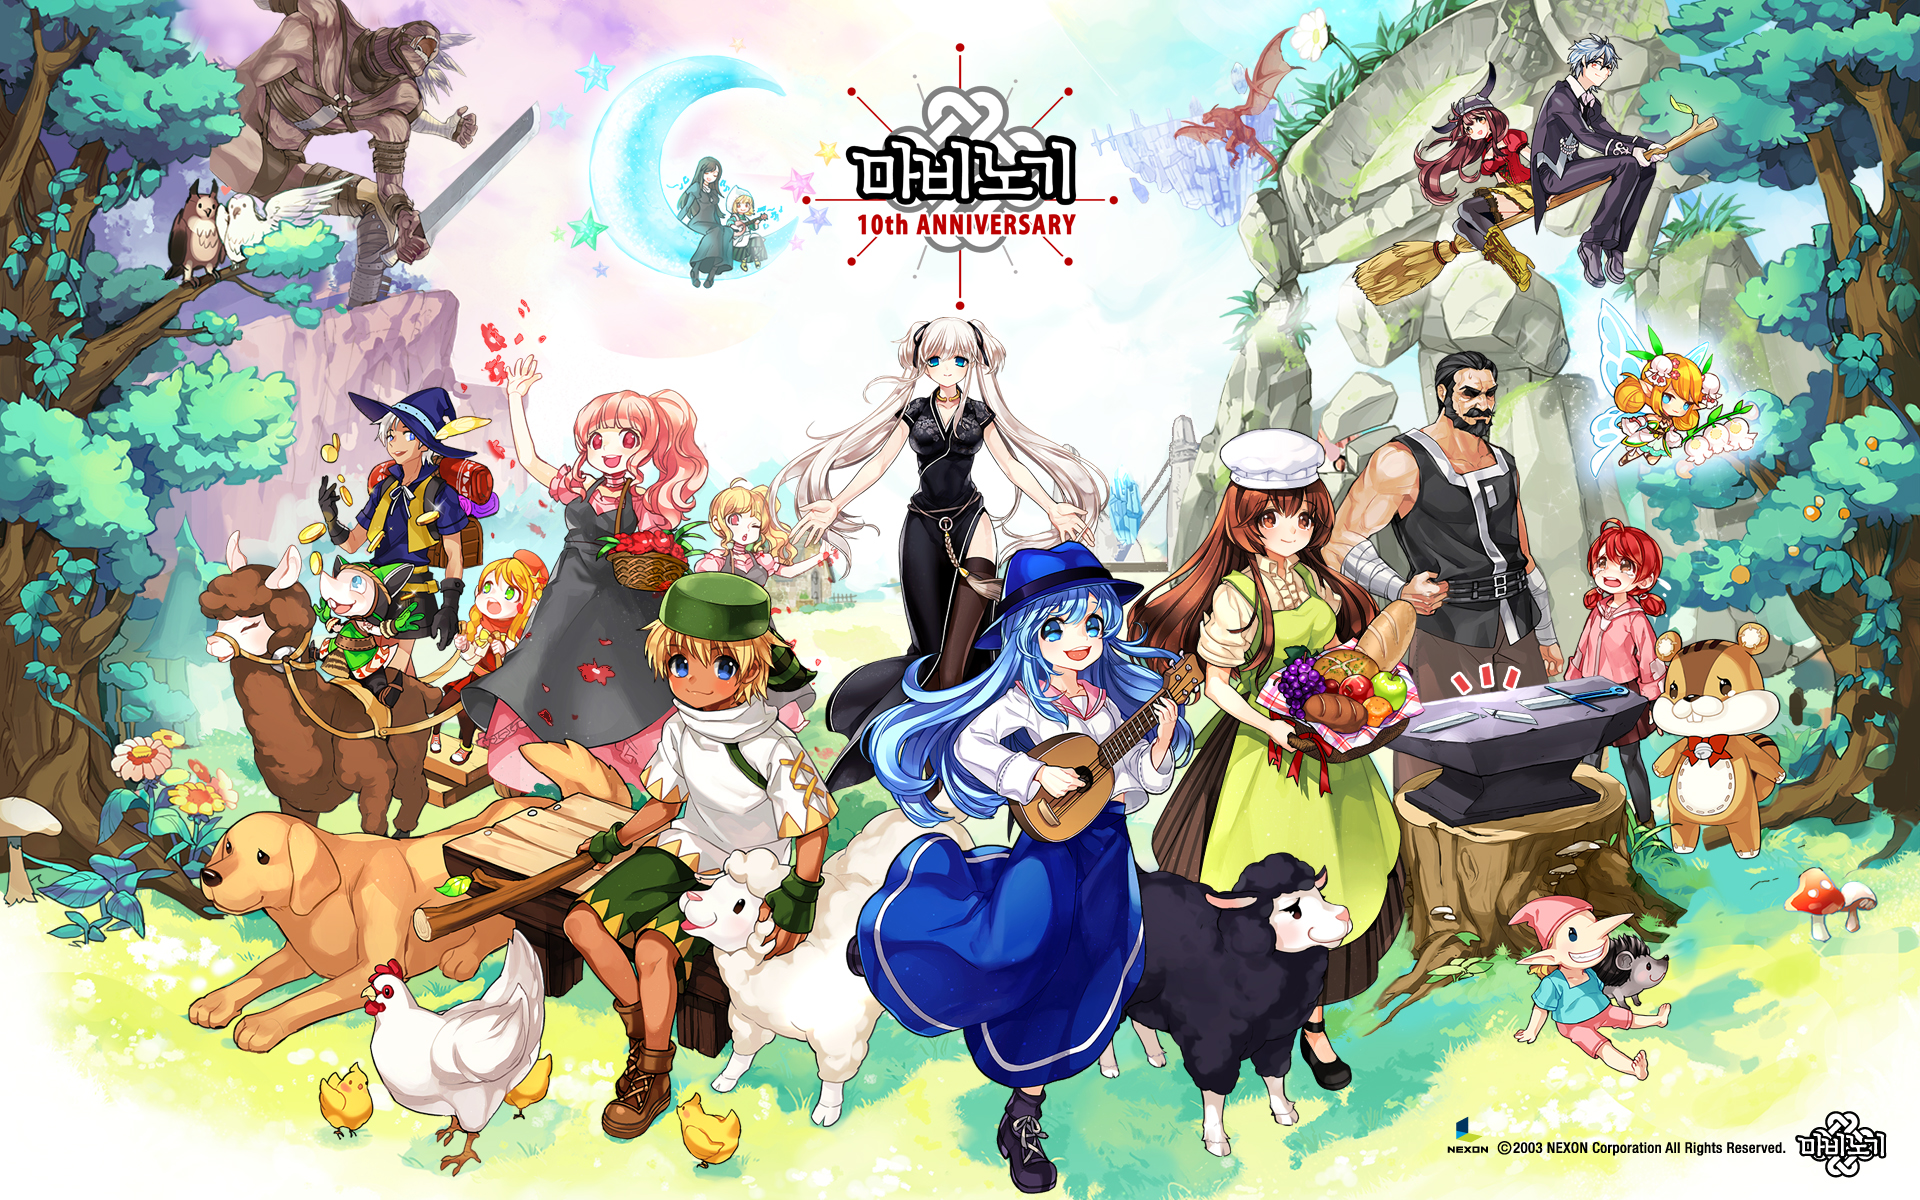 마비노기
10th ANNIVERSARY
NEXON ©2003 NEXON Corporation All Rights Reserved. 마비노기